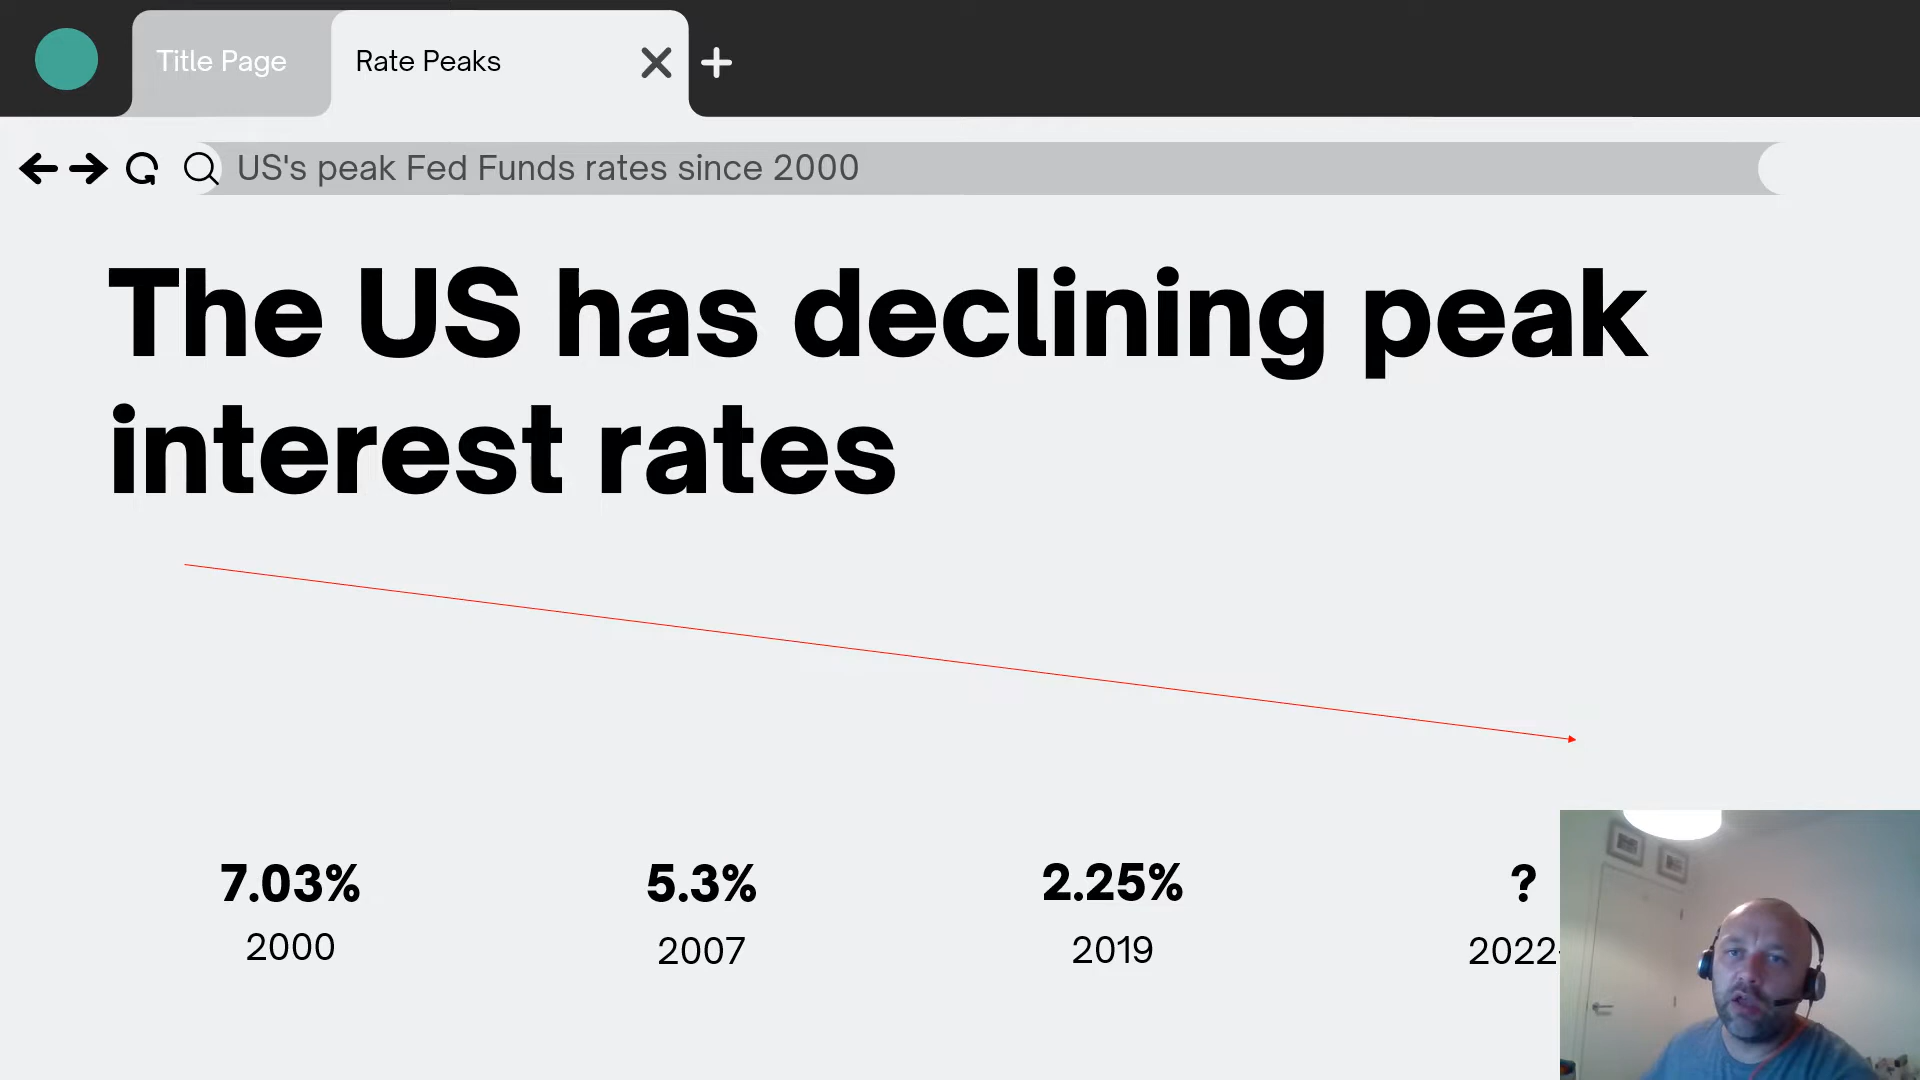 Title Page
Rate Peaks
US's peak Fed Funds rates since 2000
The US has declining peak
interest rates
7.03%
5.3%
2.25%
?
2000
2007
2019
2022-